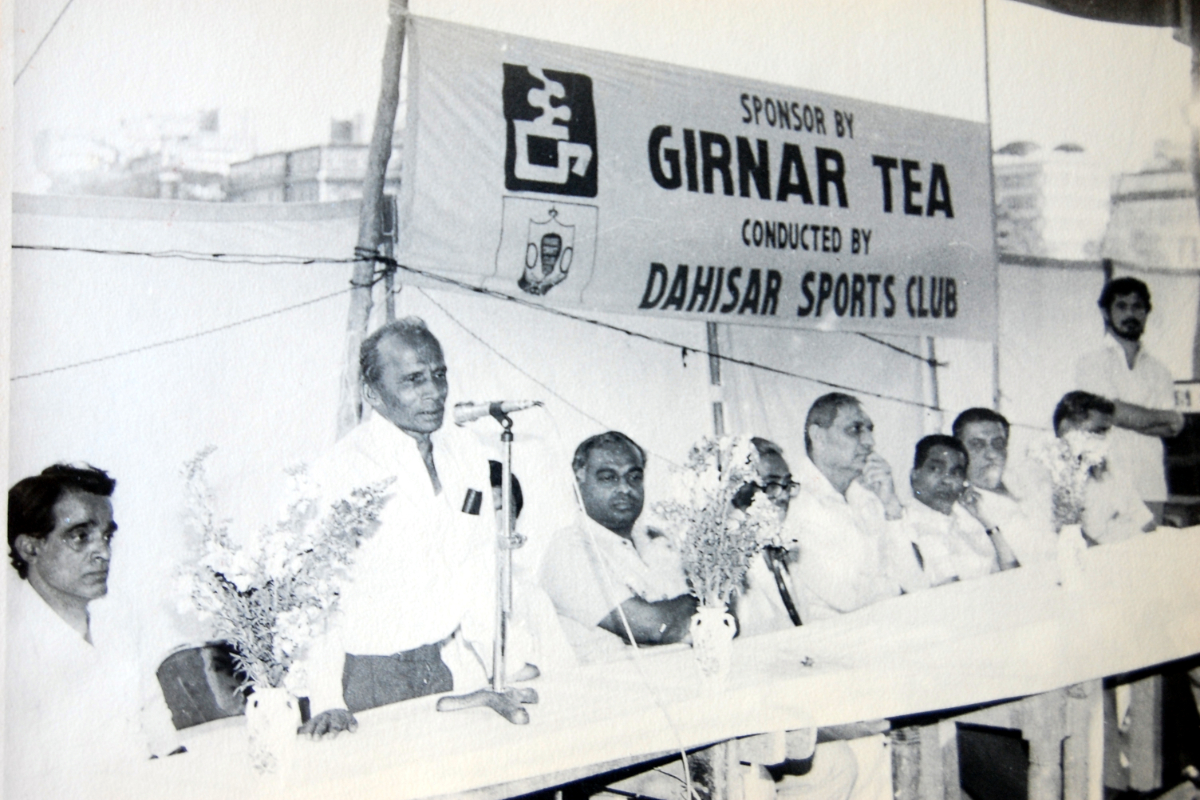 SPONSOR BY
GIRNAR TEA
CONDUCTED BY
DAHISAR SPORTS CLUB